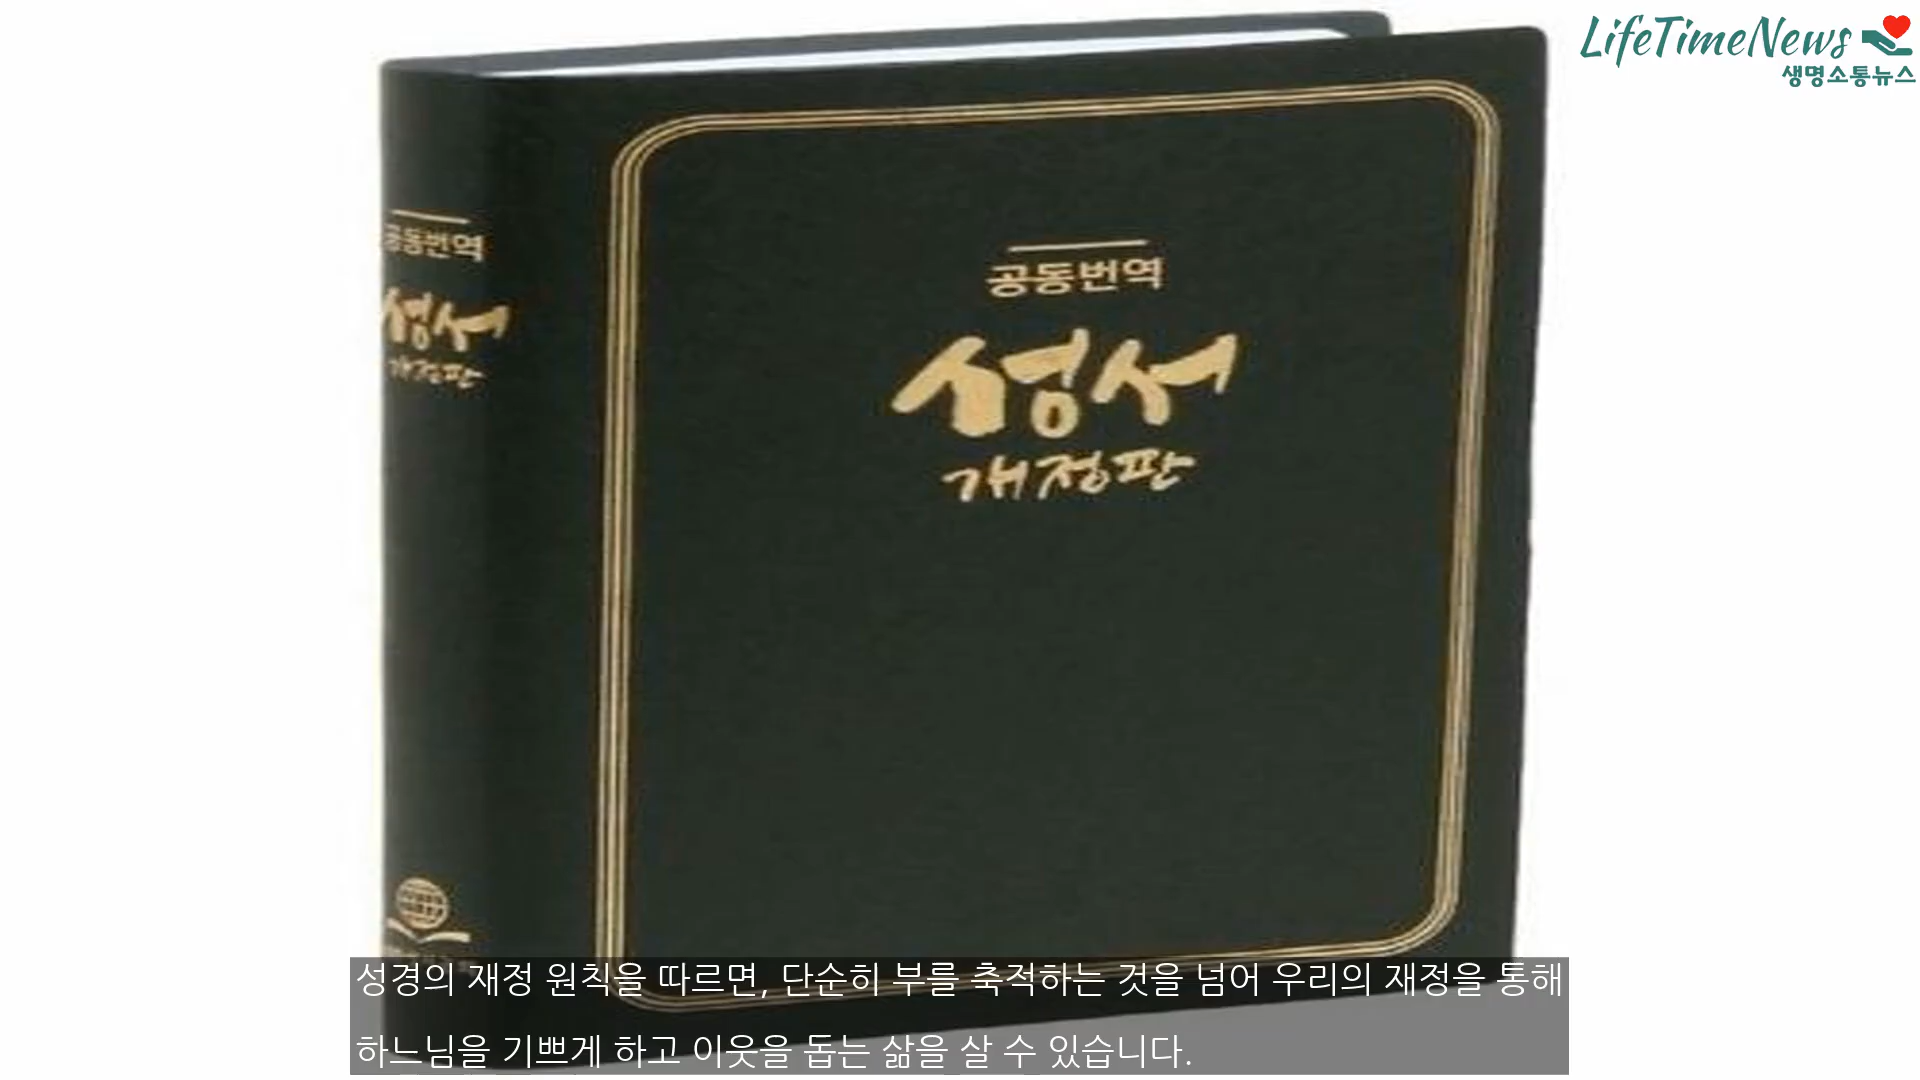 LifeTimeNews
생명소통뉴스
공동번역
성서
개정판
공동번역
성서
개정판
성경의 재정 원칙을 따르면, 단순히 부를 축적하는 것을 넘어 우리의 재정을 통해
하느님을 기쁘게 하고 이웃을 돕는 삶을 살 수 있습니다.